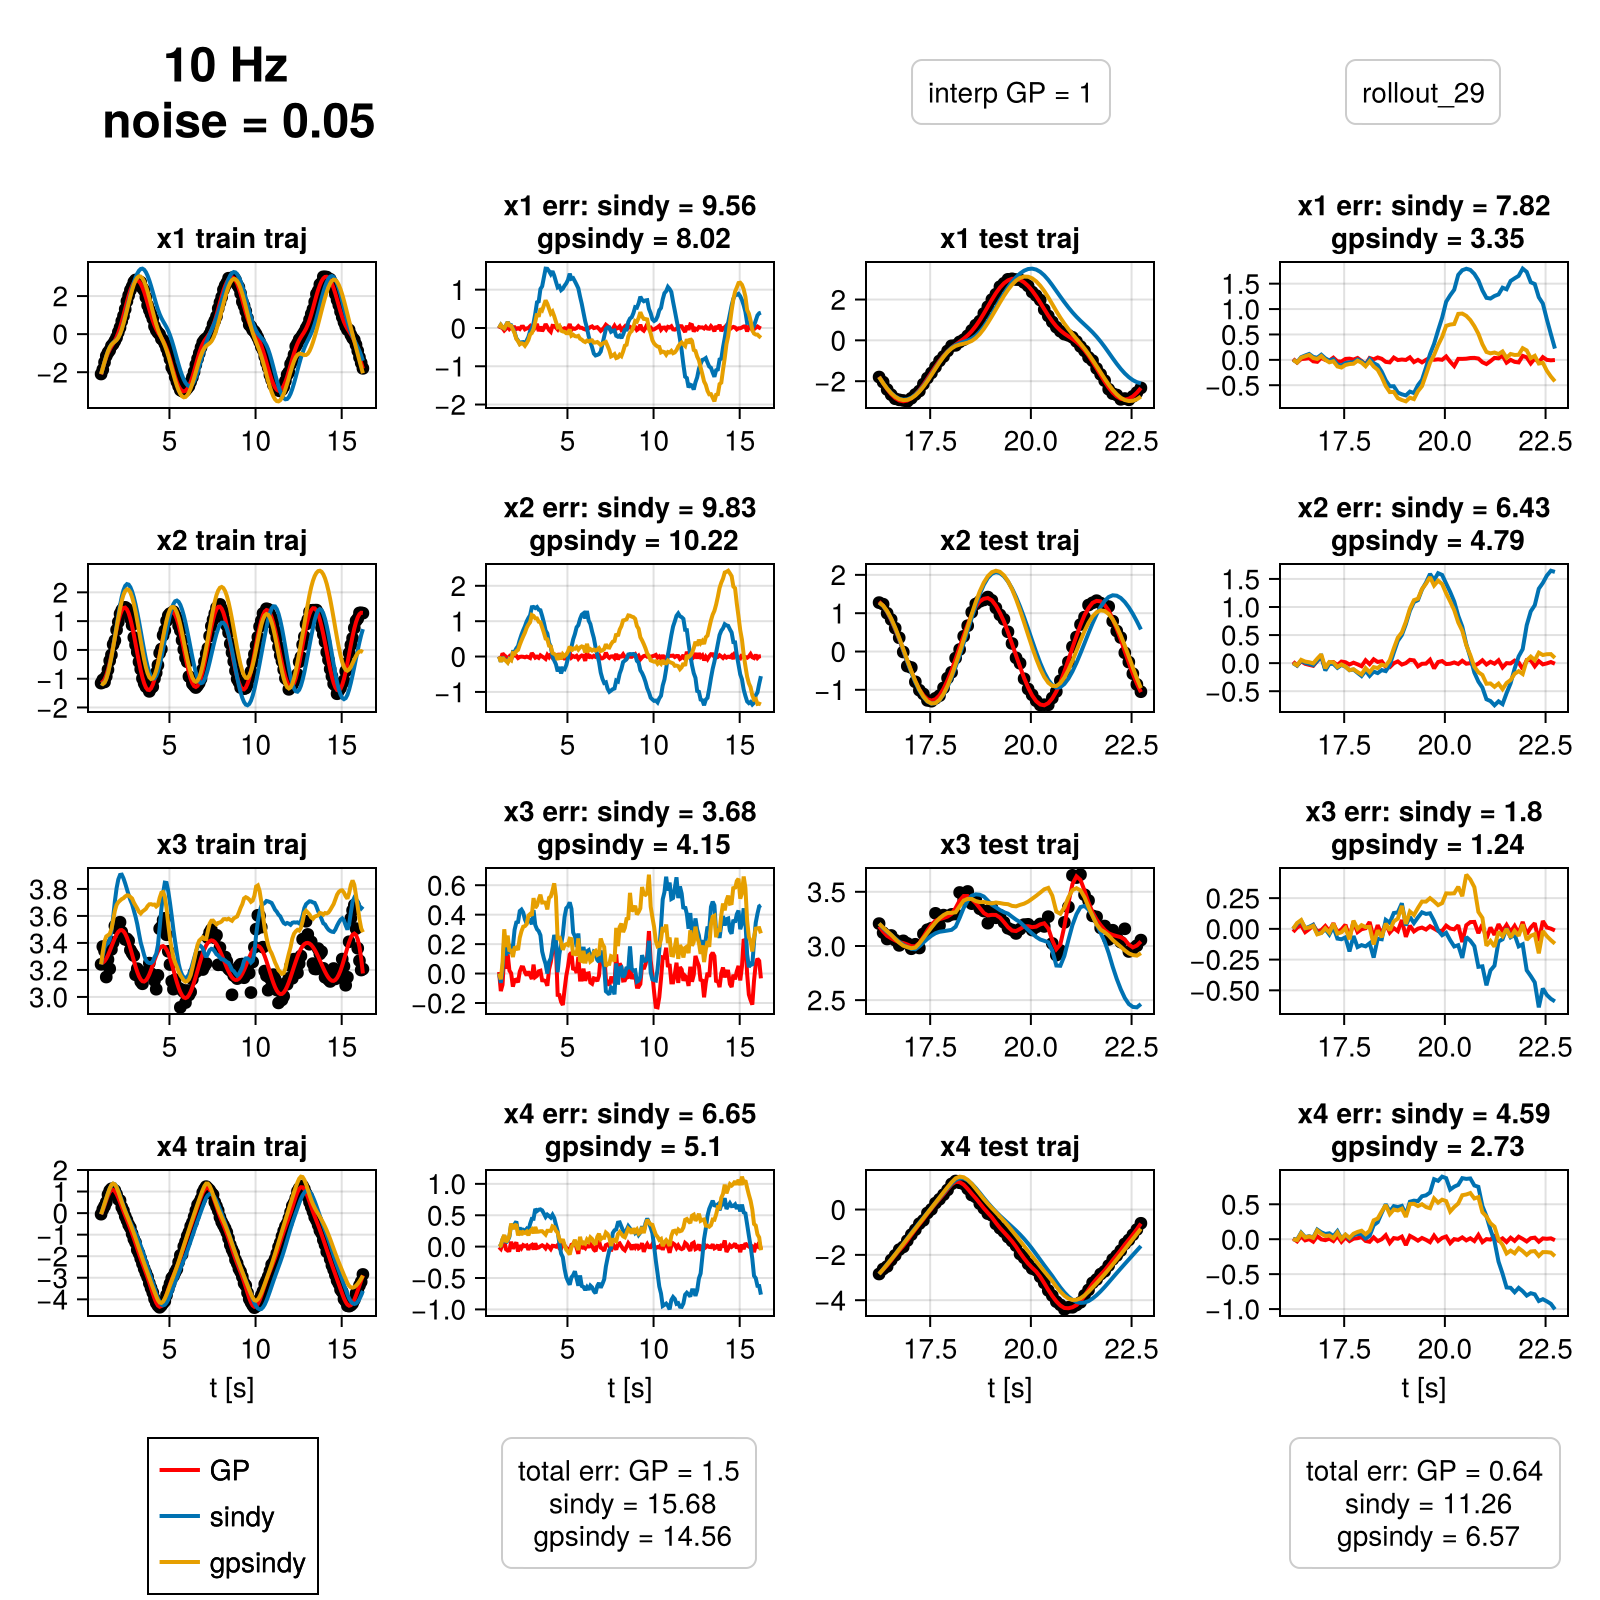 10 Hz
noise = 0.05
interp GP = 1
rollout_29
x1 train traj
2
0
−2
5
10
15
x1 err: sindy = 9.56
gpsindy = 8.02
1
0
−1
−2
5
10
15
x1 test traj
2
0
−2
17.5
20.0
22.5
x1 err: sindy = 7.82
gpsindy = 3.35
1.5
1.0
0.5
0.0
−0.5
17.5
20.0
22.5
x2 train traj
2
1
0
−1
−2
5
10
15
x2 err: sindy = 9.83
gpsindy = 10.22
2
1
0
−1
5
10
15
x2 test traj
2
1
0
−1
17.5
20.0
22.5
x2 err: sindy = 6.43
gpsindy = 4.79
1.5
1.0
0.5
0.0
−0.5
17.5
20.0
22.5
x3 train traj
3.8
3.6
3.4
3.2
3.0
5
10
15
x3 err: sindy = 3.68
gpsindy = 4.15
0.6
0.4
0.2
0.0
−0.2
5
10
15
x3 test traj
3.5
3.0
2.5
17.5
20.0
22.5
x3 err: sindy = 1.8
gpsindy = 1.24
0.25
0.00
−0.25
−0.50
17.5
20.0
22.5
x4 train traj
2
1
0
−1
−2
−3
−4
5
10
15
t [s]
x4 err: sindy = 6.65
gpsindy = 5.1
1.0
0.5
0.0
−0.5
−1.0
5
10
15
t [s]
x4 test traj
0
−2
−4
17.5
20.0
22.5
t [s]
x4 err: sindy = 4.59
gpsindy = 2.73
0.5
0.0
−0.5
−1.0
17.5
20.0
22.5
t [s]
GP
sindy
gpsindy
total err: GP = 1.5
sindy = 15.68
gpsindy = 14.56
total err: GP = 0.64
sindy = 11.26
gpsindy = 6.57